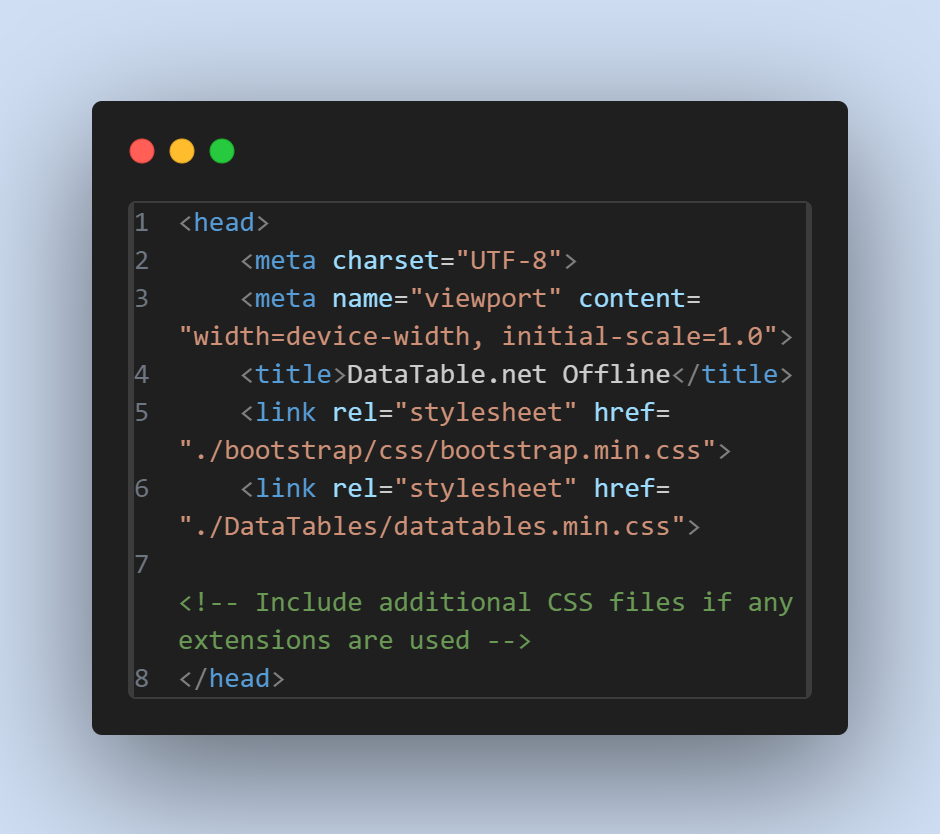 1 <head>
2     <meta charset="UTF-8">
3     <meta name="viewport" content=
"width=device-width, initial-scale=1.0">
4     <title>DataTable.net Offline</title>
5     <link rel="stylesheet" href=
"./bootstrap/css/bootstrap.min.css">
6     <link rel="stylesheet" href=
"./DataTables/datatables.min.css">
7
<!-- Include additional CSS files if any
extensions are used -->
8 </head>